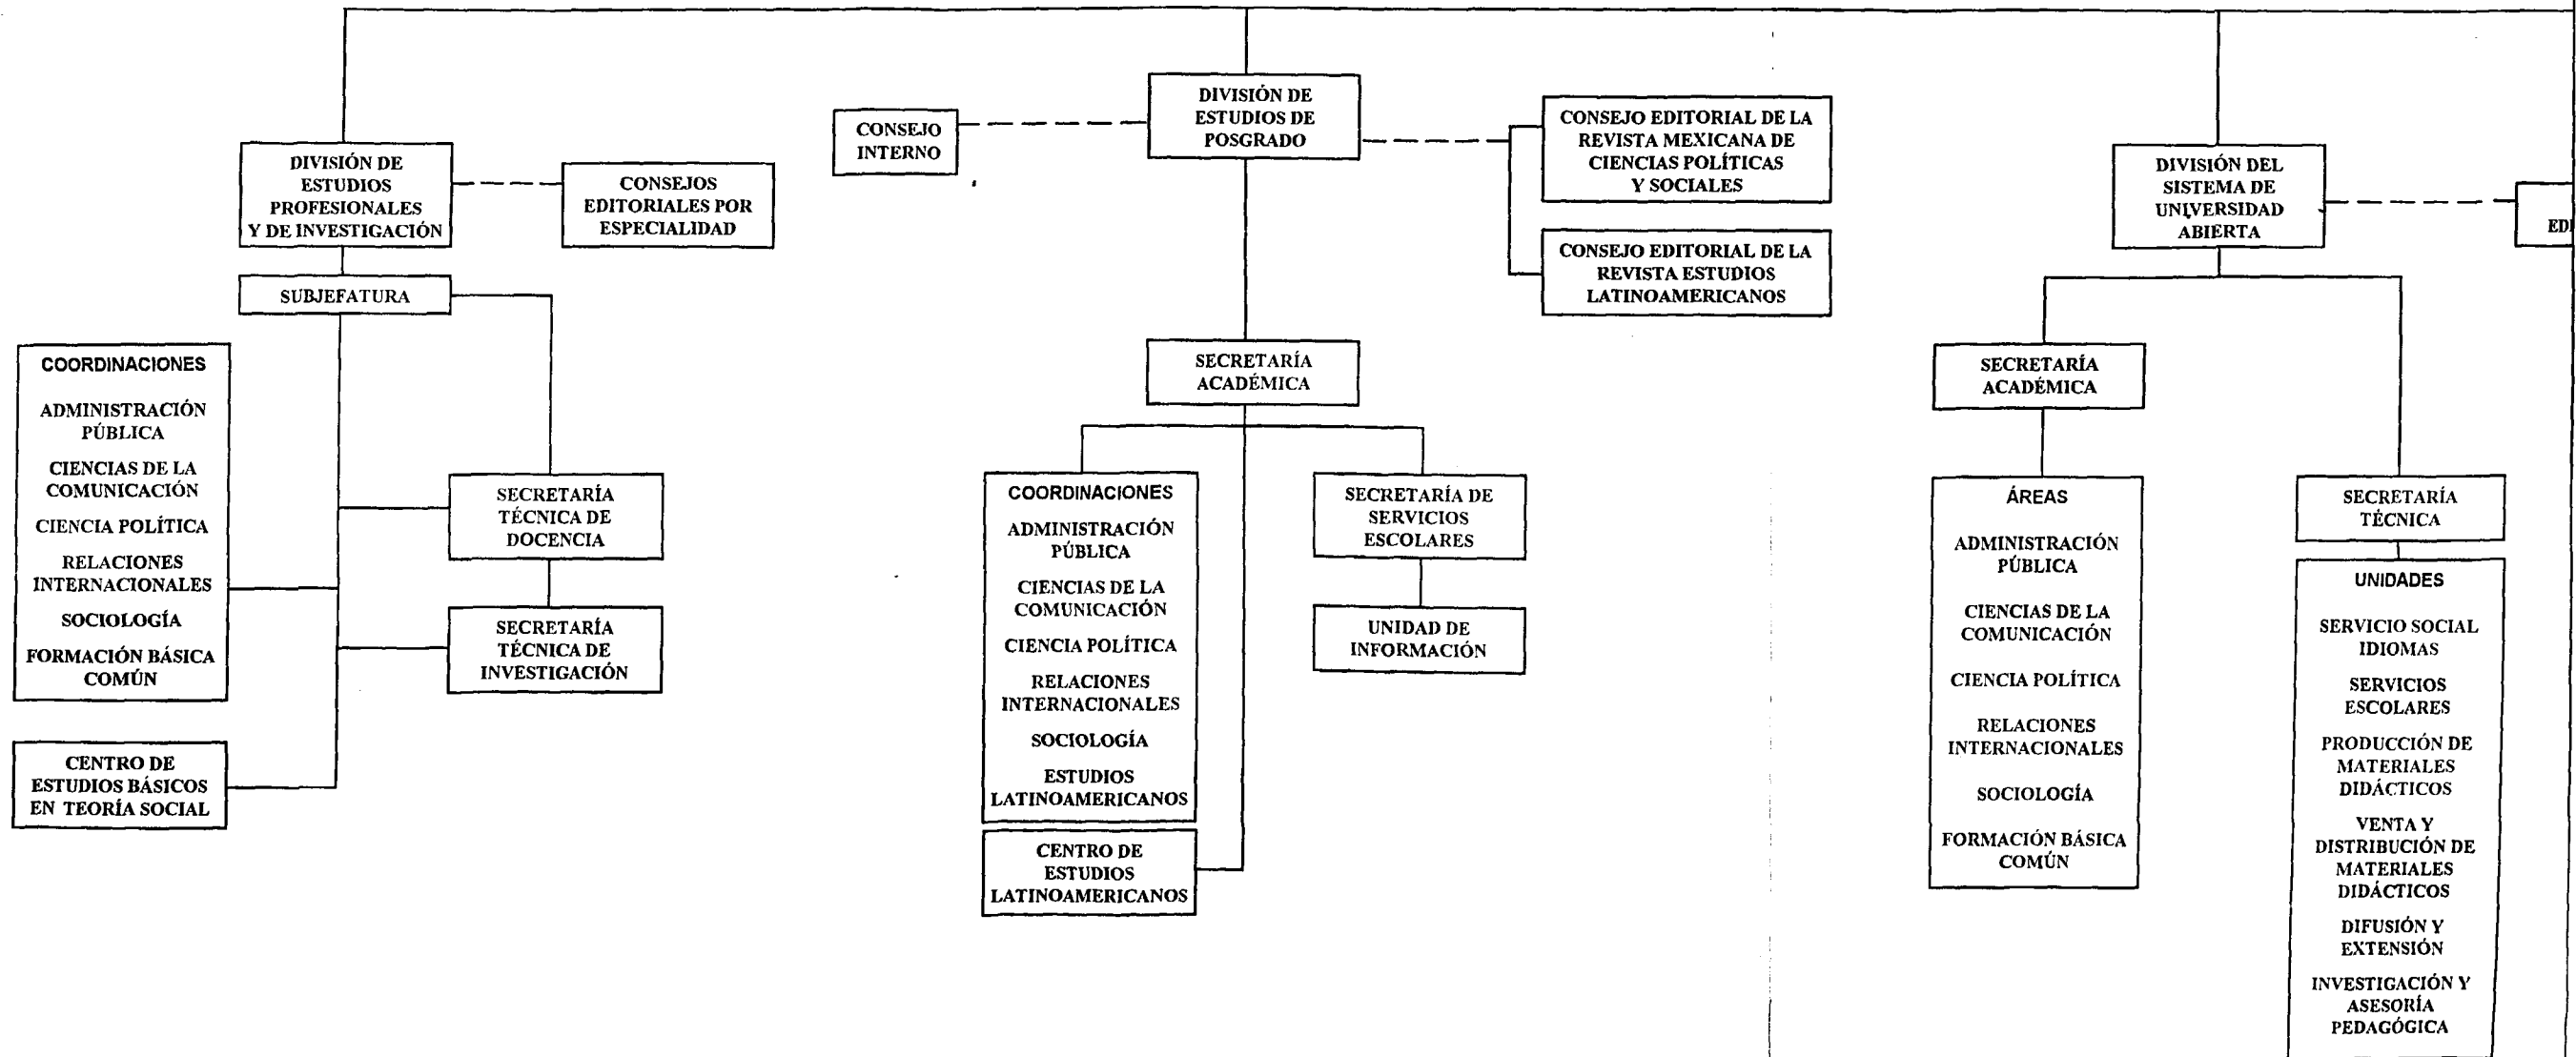 DIVISIÓN DE
ESTUDIOS
PROFESIONALES
Y DE INVESTIGACIÓN
CONSEJOS
EDITORIALES POR
ESPECIALIDAD
SUBJEFATURA
COORDINACIONES
ADMINISTRACIÓN
PÚBLICA
CIENCIAS DE LA
COMUNICACIÓN
CIENCIA POLÍTICA
RELACIONES
INTERNACIONALES
SOCIOLOGÍA
FORMACIÓN BÁSICA
COMÚN
SECRETARÍA
TÉCNICA DE
DOCENCIA
SECRETARÍA
TÉCNICA DE
INVESTIGACIÓN
CENTRO DE
ESTUDIOS BÁSICOS
EN TEORÍA SOCIAL
CONSEJO
INTERNO
DIVISIÓN DE
ESTUDIOS DE
POSGRADO
CONSEJO EDITORIAL DE LA
REVISTA MEXICANA DE
CIENCIAS POLÍTICAS
Y SOCIALES
CONSEJO EDITORIAL DE LA
REVISTA ESTUDIOS
LATINOAMERICANOS
SECRETARÍA
ACADÉMICA
COORDINACIONES
ADMINISTRACIÓN
PÚBLICA
CIENCIAS DE LA
COMUNICACIÓN
CIENCIA POLÍTICA
RELACIONES
INTERNACIONALES
SOCIOLOGÍA
ESTUDIOS
LATINOAMERICANOS
CENTRO DE
ESTUDIOS
LATINOAMERICANOS
SECRETARÍA DE
SERVICIOS
ESCOLARES
UNIDAD DE
INFORMACIÓN
DIVISIÓN DEL
SISTEMA DE
UNIVERSIDAD
ABIERTA
SECRETARÍA
ACADÉMICA
ÁREAS
ADMINISTRACIÓN
PÚBLICA
CIENCIAS DE LA
COMUNICACIÓN
CIENCIA POLÍTICA
RELACIONES
INTERNACIONALES
SOCIOLOGÍA
FORMACIÓN BÁSICA
COMÚN
SECRETARÍA
TÉCNICA
UNIDADES
SERVICIO SOCIAL
IDIOMAS
SERVICIOS
ESCOLARES
PRODUCCIÓN DE
MATERIALES
DIDÁCTICOS
VENTA Y
DISTRIBUCIÓN DE
MATERIALES
DIDÁCTICOS
DIFUSIÓN Y
EXTENSIÓN
INVESTIGACIÓN Y
ASESORÍA
PEDAGÓGICA